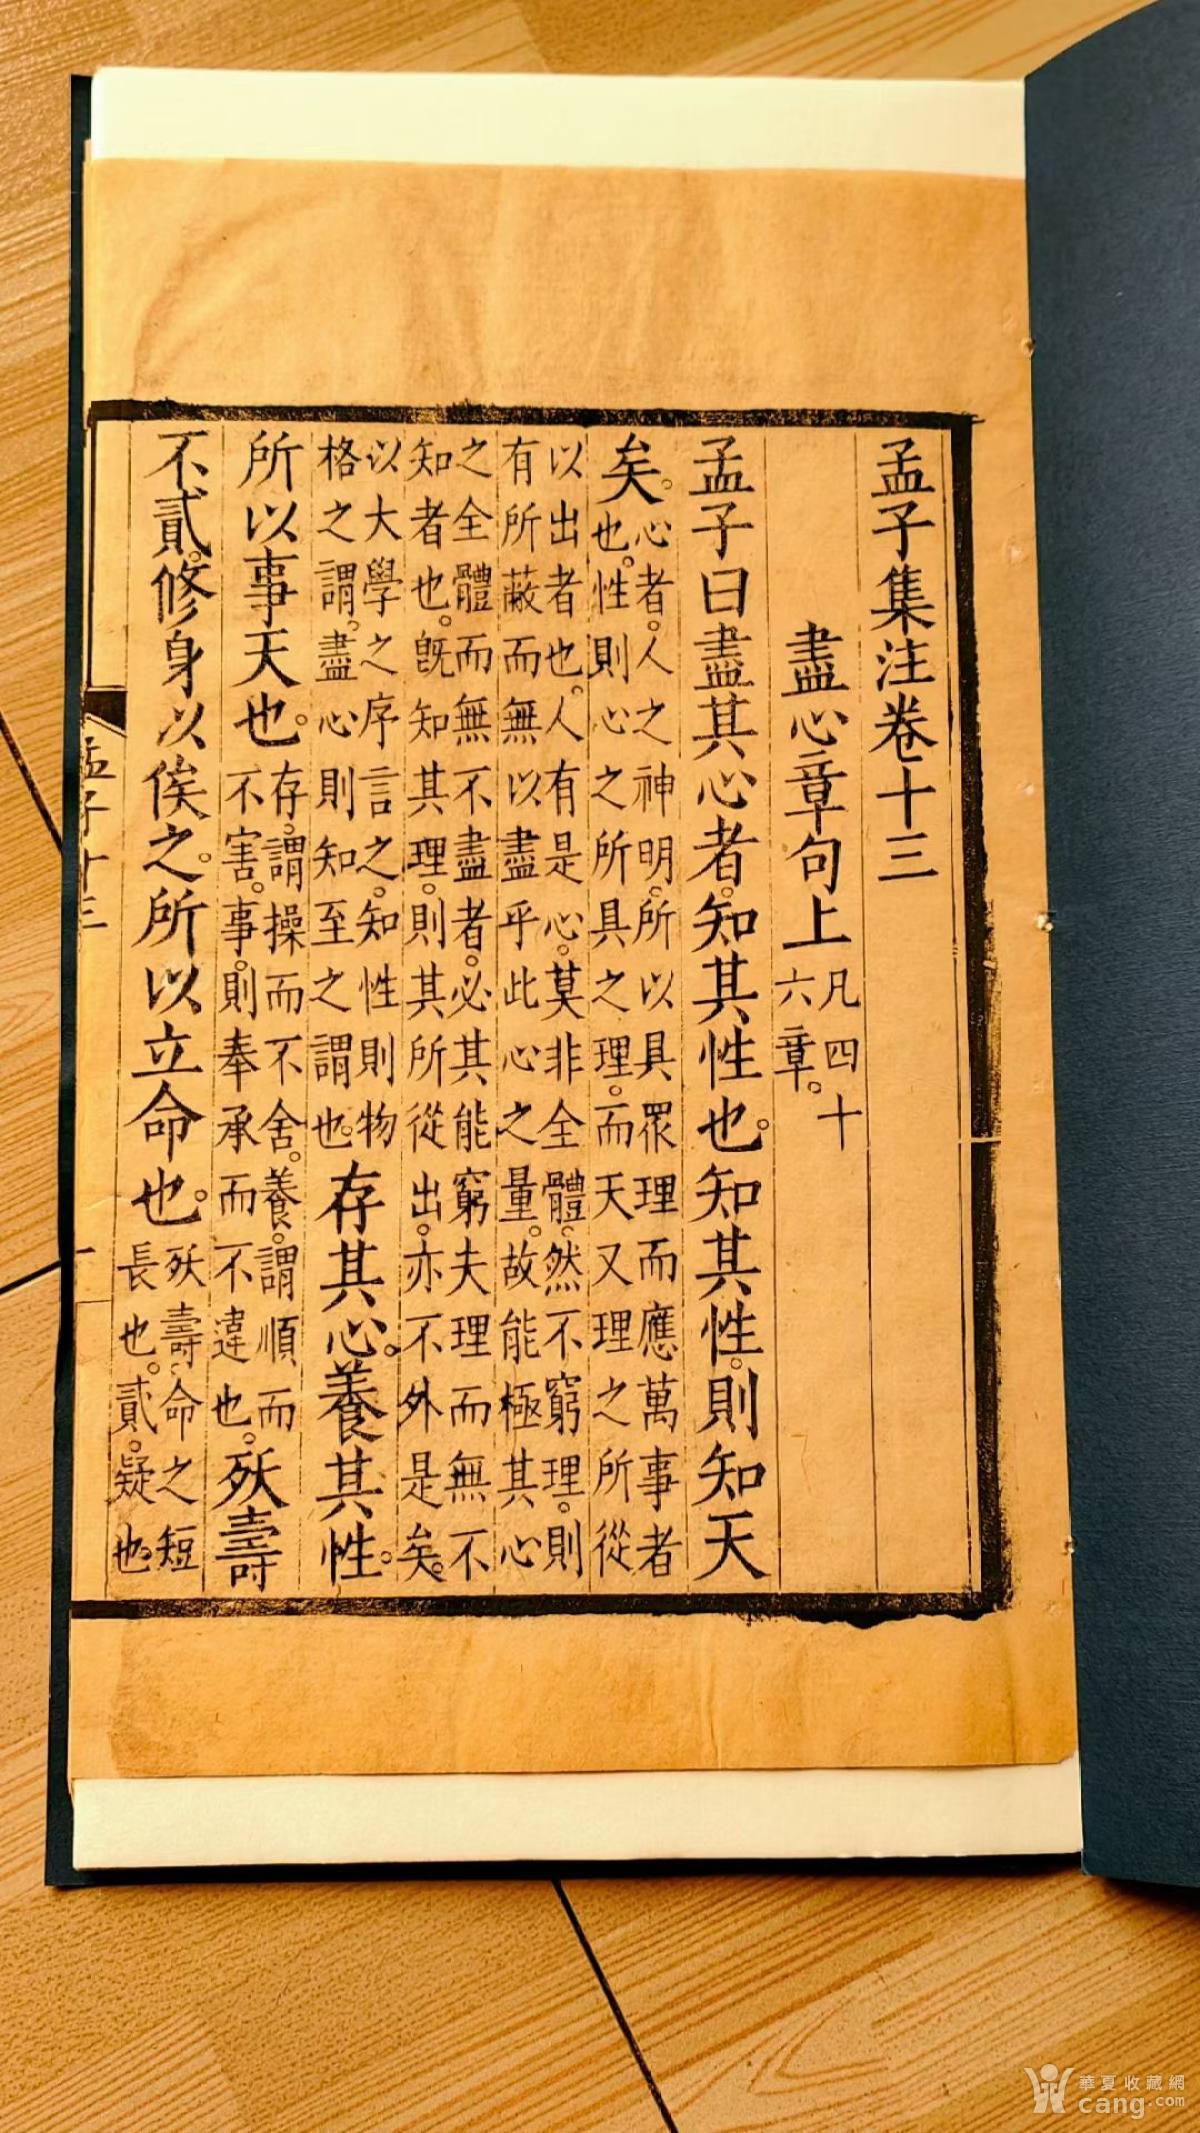 孟子集注卷十三
盡心章句上
凡四十
六章。
孟子曰盡其心者。知其性也。知其性。則知天
矣。
心者。人之神明。所以具眾理而應萬事者
也。性則心之所具之理。而天又理之所從
以出者也。人有是心。莫非全體。然不窮理。則
有所蔽而無以盡乎此心之量。故能極其心
之全體而無不盡者。必其能窮夫理而無不
知者也。旣知其理。則其所從出。亦不外是矣。
以大學之序言之。知性則物
格之謂。盡心則知至之謂也。
存其心。養其性。
所以事天也。
存。謂操而不舍。養。謂順而
不害。事。則奉承而不違也。
殀壽
不貳。修身以俟之。所以立命也。
殀壽。命之短
長也。貳。疑也。
孟子十三
一
華夏收藏網
cang.com